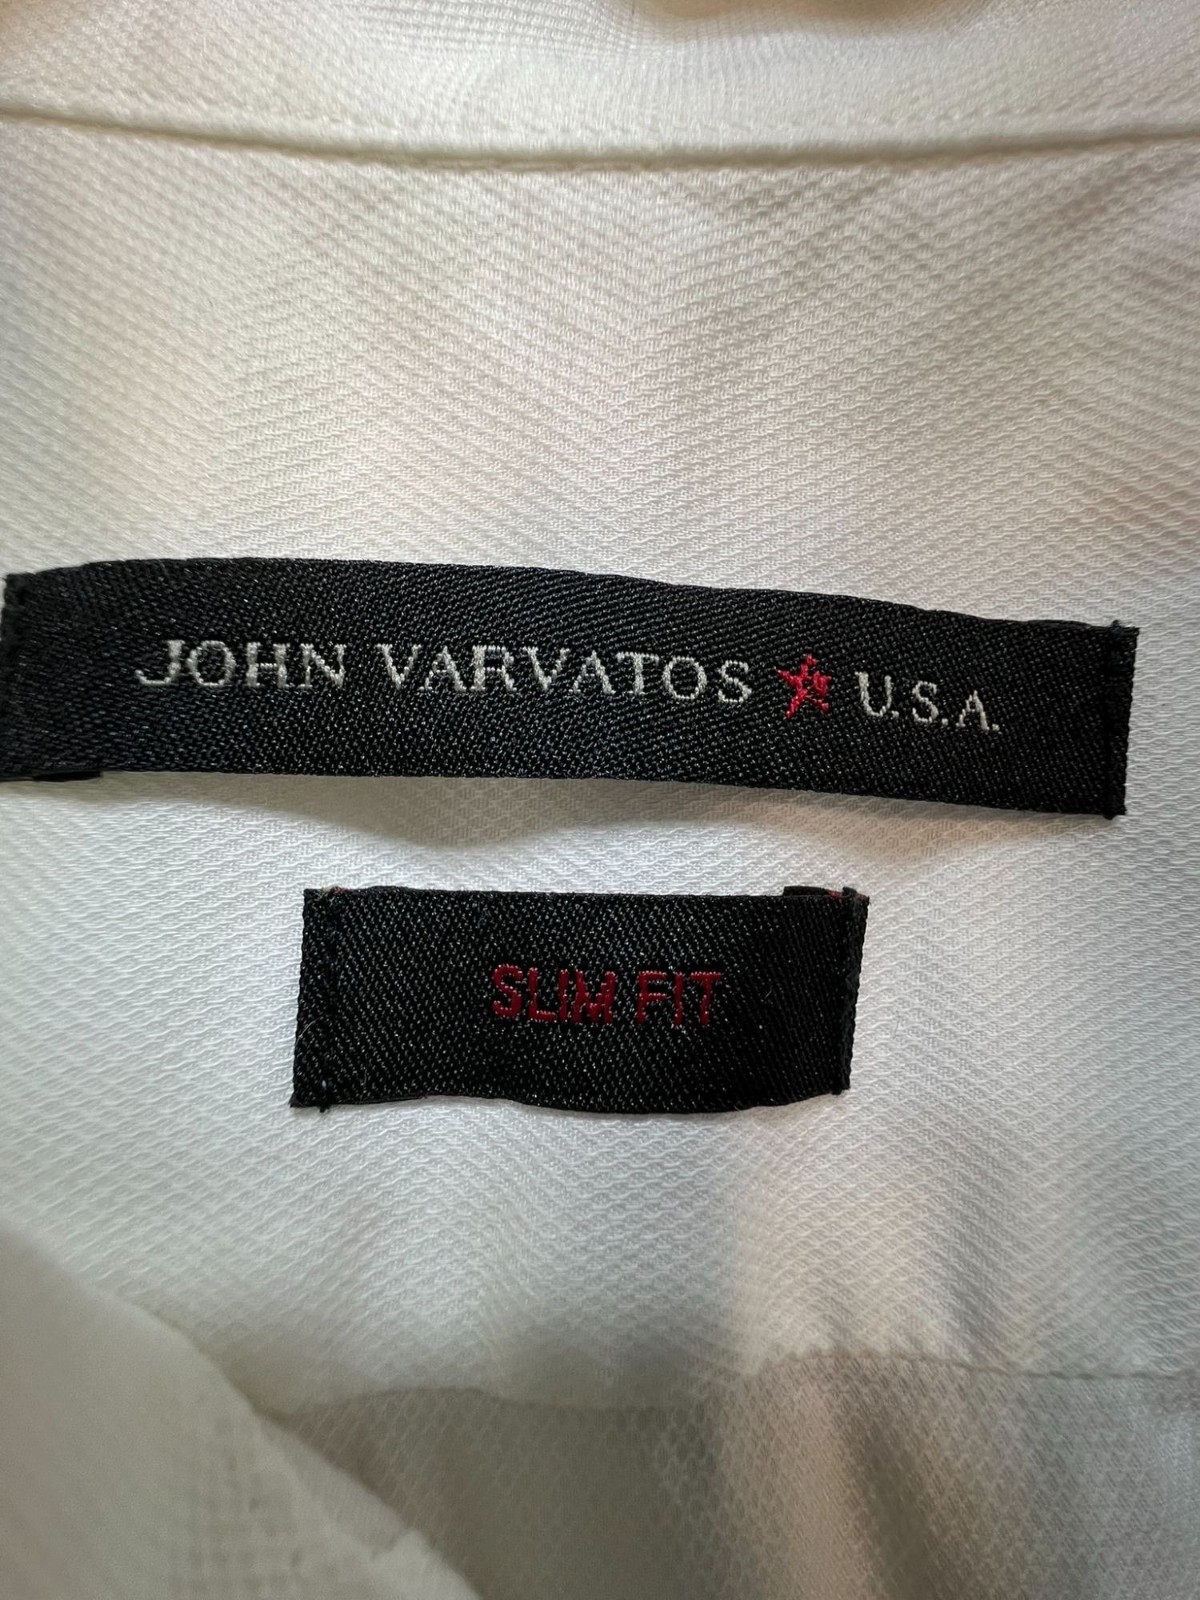 JOHN VARVATOS ★ U.S.A.
SLIM FIT